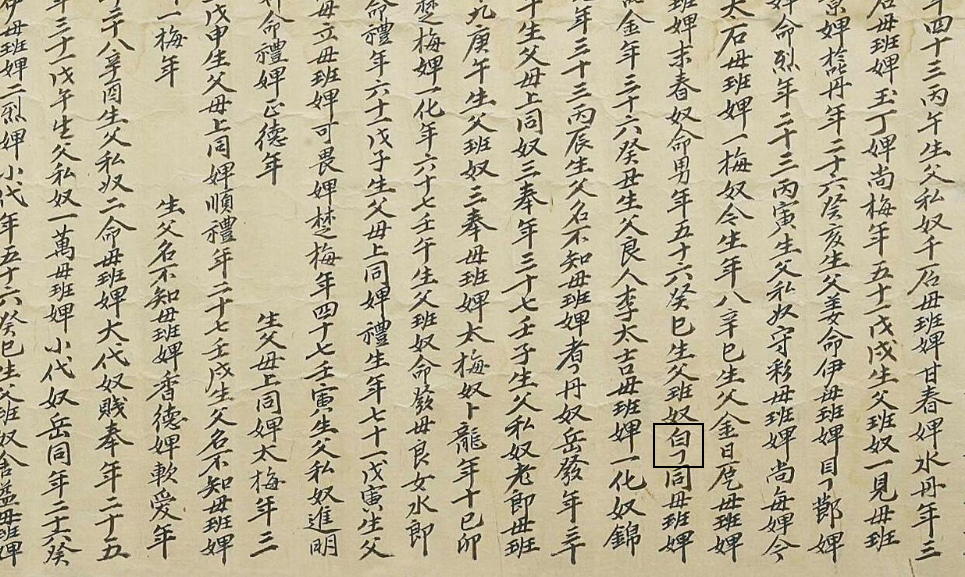 年四十三丙午生父私奴千石母班婢甘春婢水丹年三
石母班婢玉丁婢尚梅年五十一戊戌生父班奴一見母班
婢丹年二十六癸亥生父姜命伊母班婢目丁鄭婢
婢命烈年二十三丙寅生父私奴守彩母班婢尚每婢今
太石母班婢一梅奴令生年八辛巳生父金日母班婢
班婢末春奴命男年五十六癸巳生父班奴白丁同母班婢
金年三十六癸丑生父良人李太吉母班婢一化奴錦
年三十三丙辰生父名不知母班婢者丹奴岳發年三十
十生父母上同奴三奉年三十七壬子生父私奴老郎母班
九庚午生父班奴三奉母班婢太梅奴卜龍年十己卯
楚梅婢一化年六十七壬午生父班奴命發母良女水郎
命禮年六十一戊子生父母上同婢禮生年七十一戊寅生父
母立母班婢可畏婢楚梅年四十七壬寅生父私奴進明
命禮婢正德年 生父母上同婢太梅年三
戊申生父母上同婢順禮年二十七壬戌生父名不知母班婢
一梅年 生父名不知母班婢香德婢軟愛年
二十八辛酉生父私奴二命母班婢大代奴賤奉年二十五
年三十一戊午生父私奴一萬母班婢小代奴岳同年二十六癸
伊母班婢二烈婢小代年五十六癸巳生父班奴益母班婢